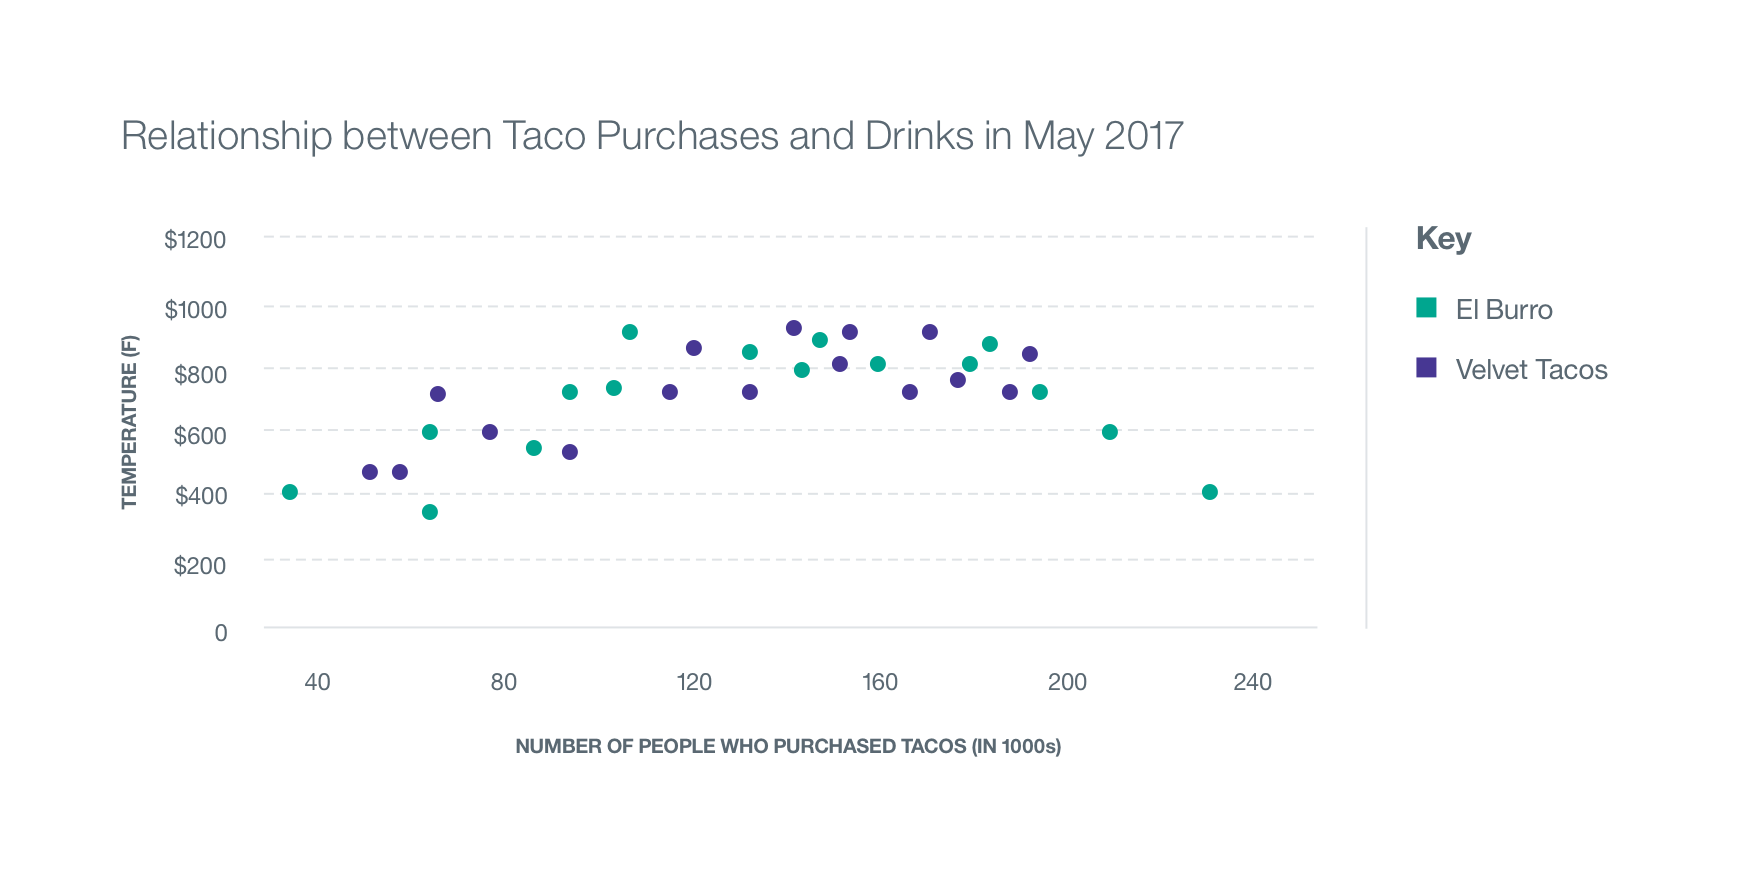 Relationship between Taco Purchases and Drinks in May 2017
$1200
$1000
$800
$600
$400
$200
0
TEMPERATURE (F)
40 80 120 160 200 240
NUMBER OF PEOPLE WHO PURCHASED TACOS (IN 1000s)
Key
El Burro
Velvet Tacos